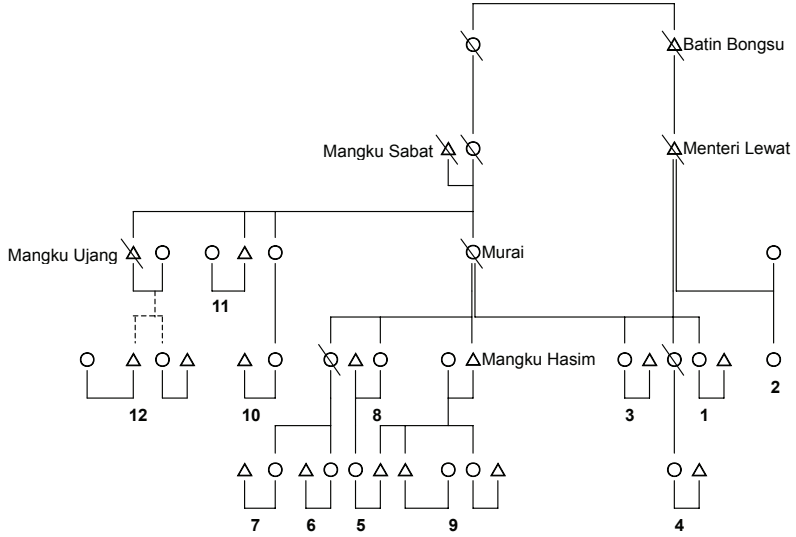 Batin Bongsu
Mangku Sabat
Menteri Lewat
Mangku Ujang
Murai
11
Mangku Hasim
12
10
8
3
1
2
7
6
5
9
4